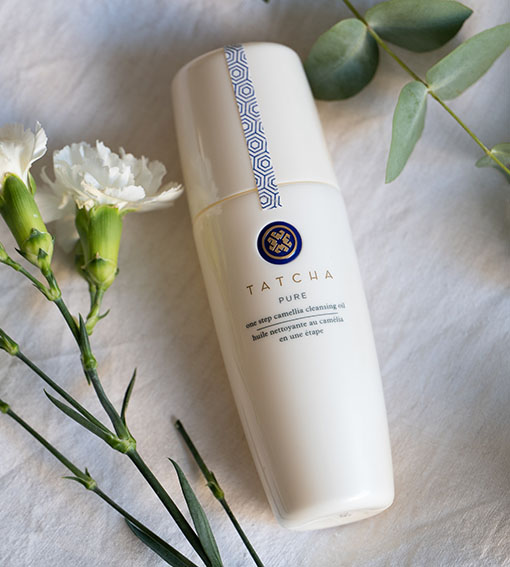 TATCHA
PURE
one step camellia cleansing oil
huile nettoyante au camélia
en une étape